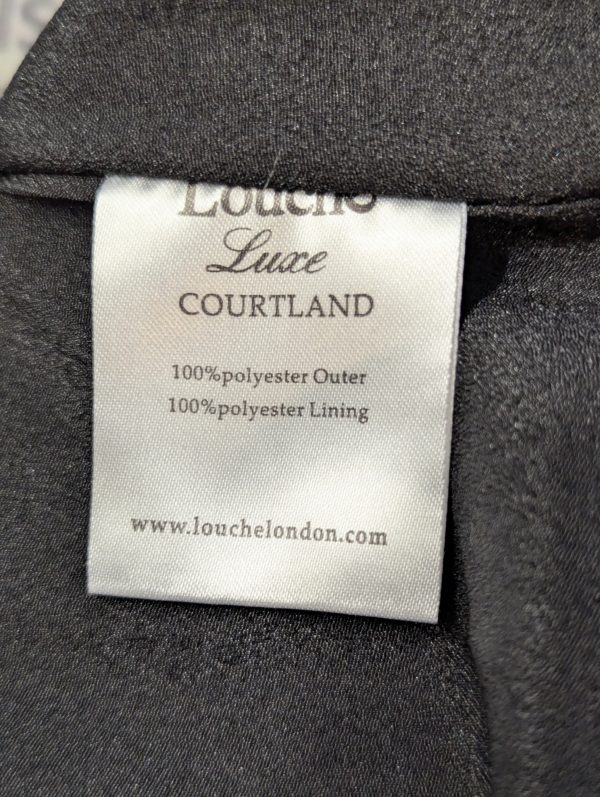 Louche
Luxe
COURTLAND
100%polyester Outer
100%polyester Lining
www.louchelondon.com